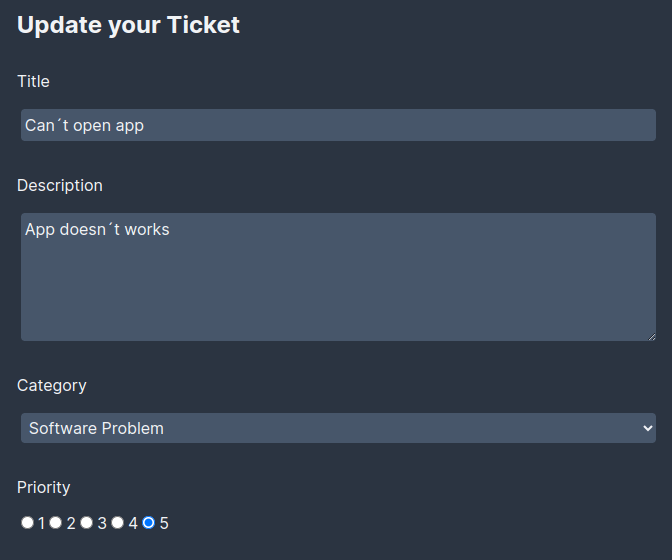 Update your Ticket
Title
Can´t open app
Description
App doesn´t works
Category
Software Problem
Priority
1 2 3 4 5